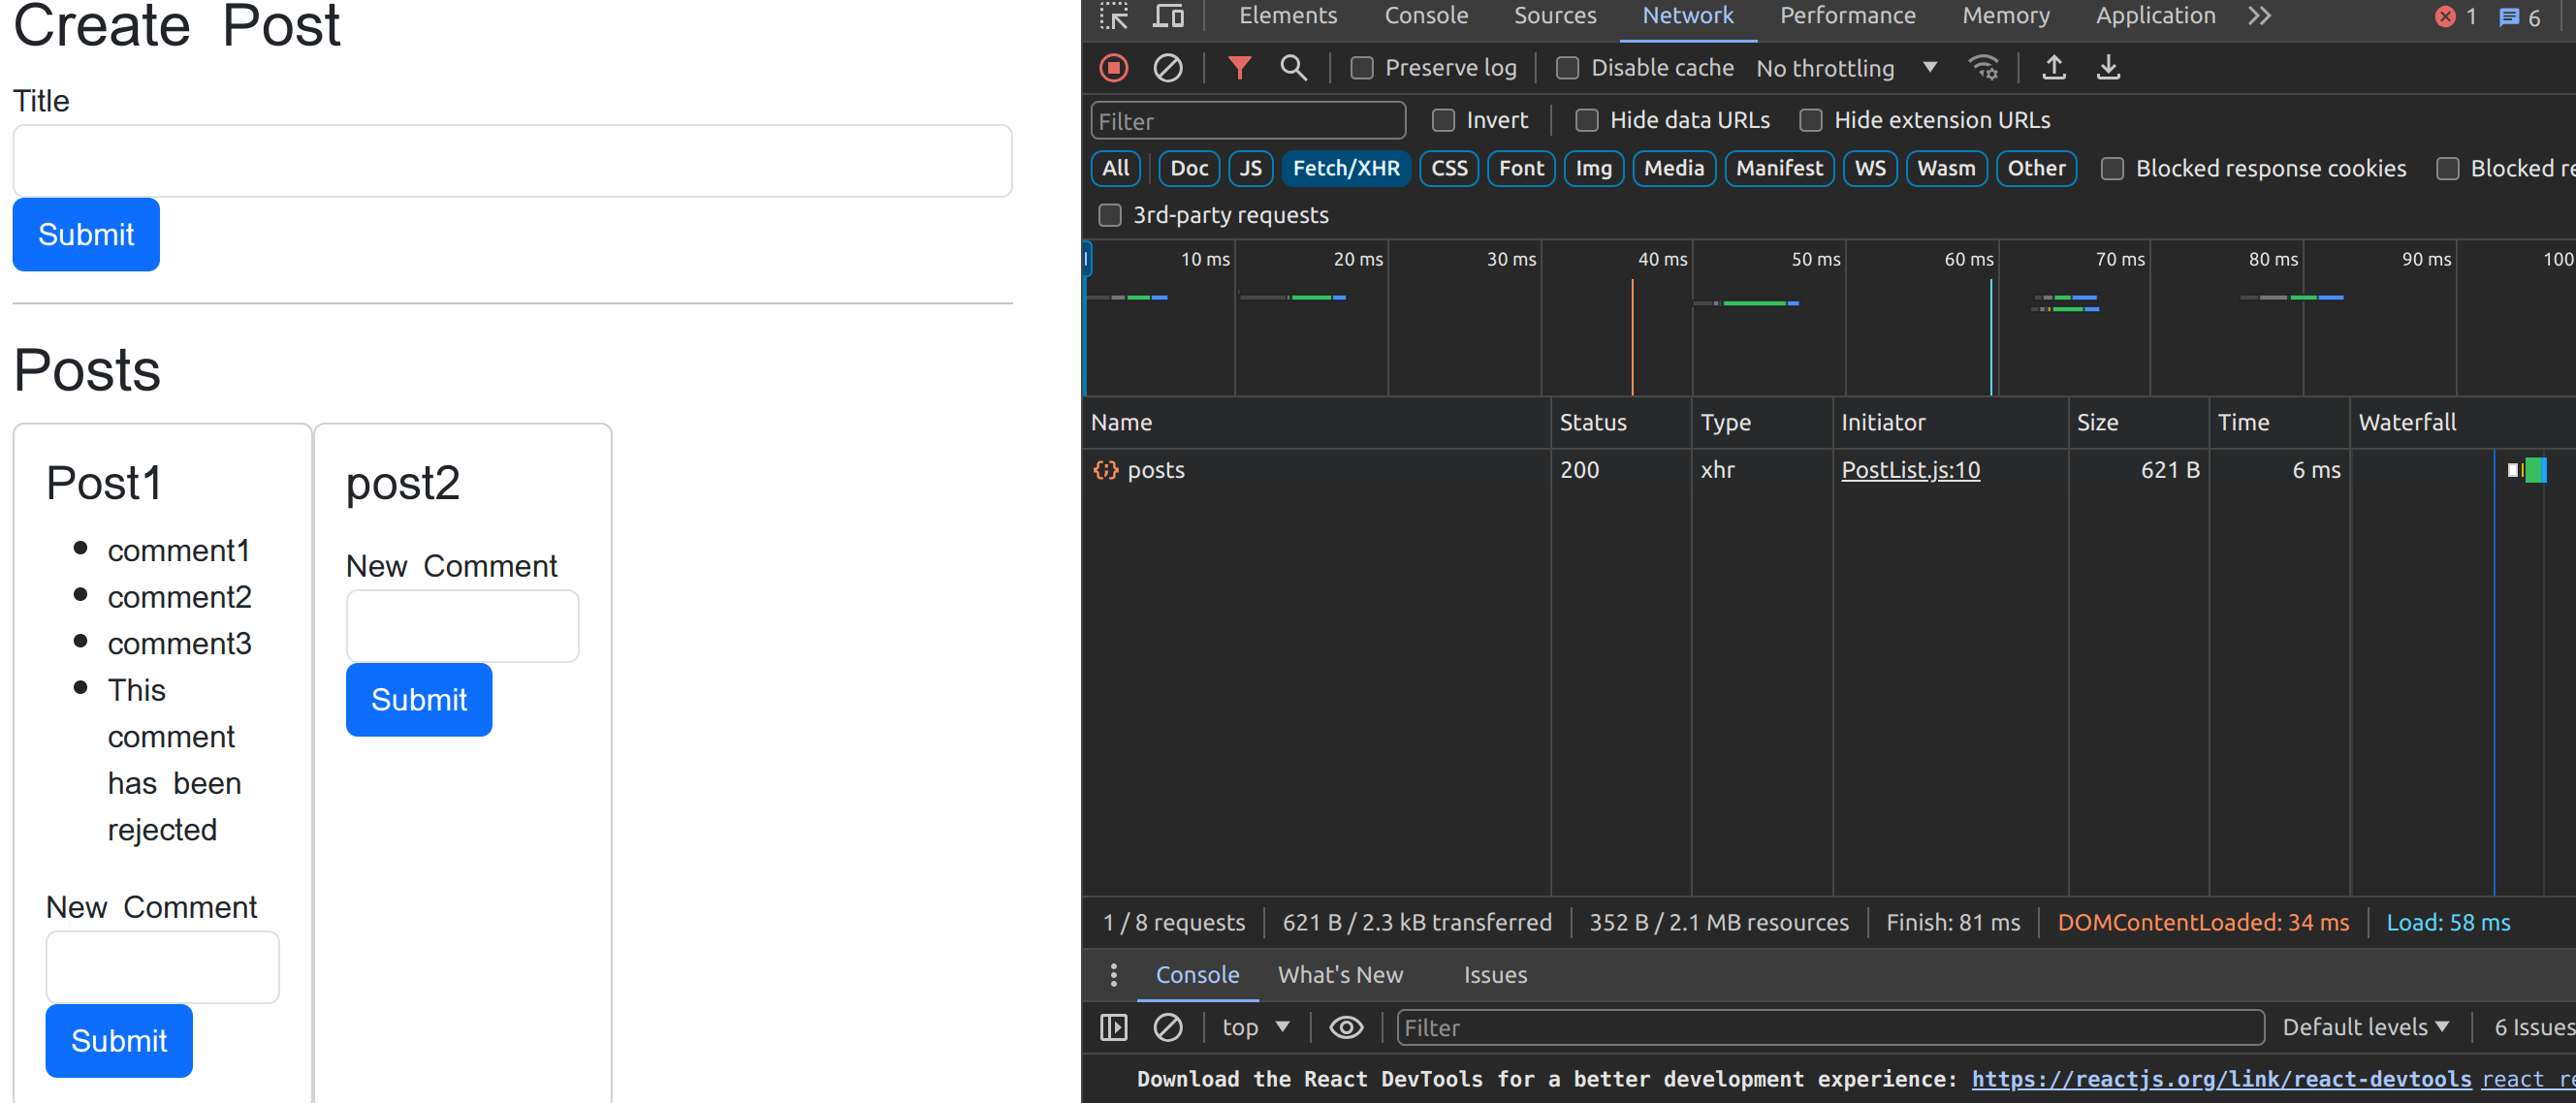 Create Post
Title
Submit
Posts
Post1
comment1
comment2
comment3
This
comment
has been
rejected
New Comment
Submit
post2
New Comment
Submit
Elements Console Sources Network Performance Memory Application 1 6
Preserve log Disable cache No throttling
Filter Invert Hide data URLs Hide extension URLs
All Doc JS Fetch/XHR CSS Font Img Media Manifest WS Wasm Other Blocked response cookies Blocked re
3rd-party requests
10 ms 20 ms 30 ms 40 ms 50 ms 60 ms 70 ms 80 ms 90 ms 100
Name Status Type Initiator Size Time Waterfall
posts 200 xhr PostList.js:10 621 B 6 ms
1 / 8 requests 621 B / 2.3 kB transferred 352 B / 2.1 MB resources Finish: 81 ms DOMContentLoaded: 34 ms Load: 58 ms
Console What's New Issues
top Filter Default levels 6 Issues
Download the React DevTools for a better development experience: https://reactjs.org/link/react-devtools react re